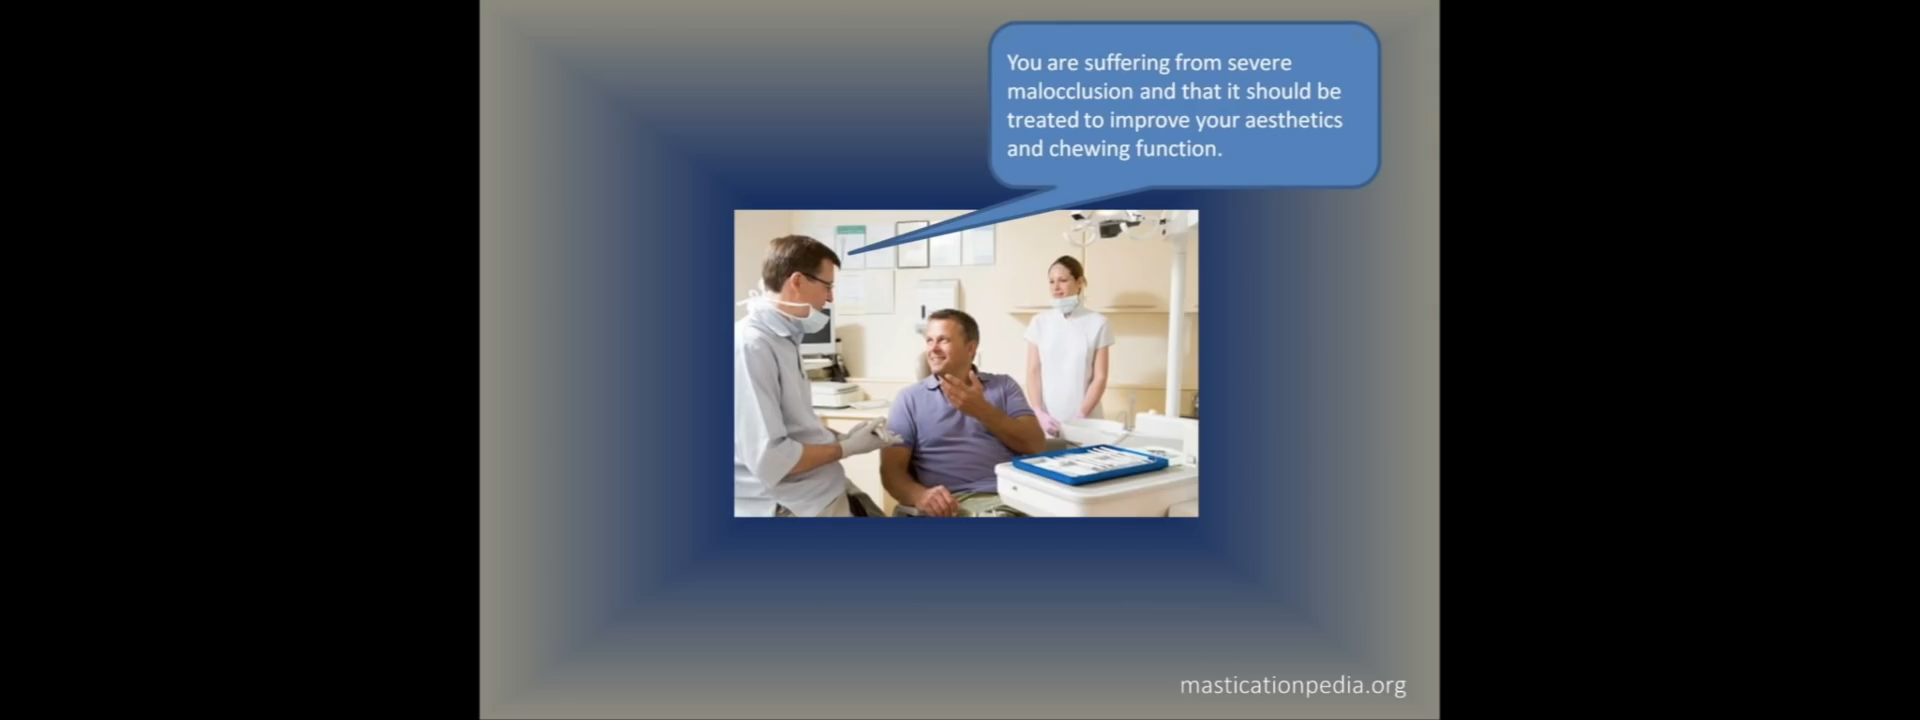 You are suffering from severe
malocclusion and that it should be
treated to improve your aesthetics
and chewing function.
masticationpedia.org